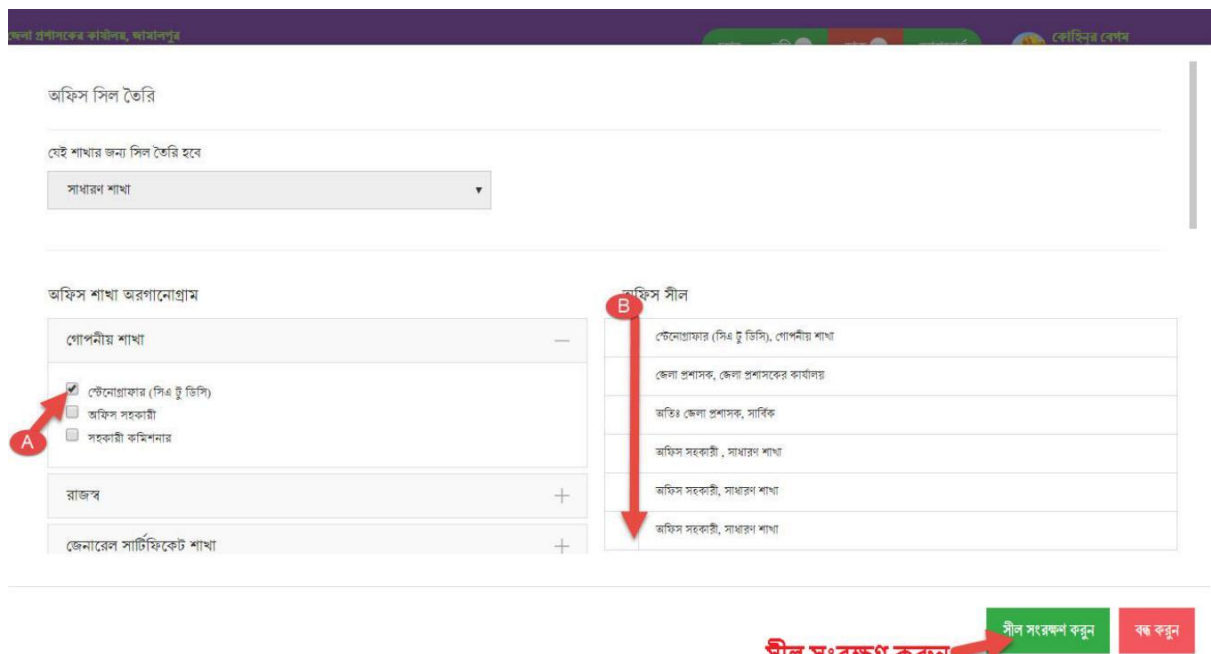 জেলা প্রশাসকের কার্যালয়, জামালপুর
কোহিনুর বেগম
অফিস সিল তৈরি
যেই শাখার জন্য সিল তৈরি হবে
সাধারণ শাখা
অফিস শাখা অরগানোগ্রাম
গোপনীয় শাখা
স্টেনোগ্রাফার (সিএ টু ডিসি)
অফিস সহকারী
সহকারী কমিশনার
A
রাজস্ব
জেনারেল সার্টিফিকেট শাখা
অফিস সীল
B
স্টেনোগ্রাফার (সিএ টু ডিসি), গোপনীয় শাখা
জেলা প্রশাসক, জেলা প্রশাসকের কার্যালয়
অতিঃ জেলা প্রশাসক, সার্বিক
অফিস সহকারী , সাধারণ শাখা
অফিস সহকারী, সাধারণ শাখা
অফিস সহকারী, সাধারণ শাখা
সীল সংরক্ষণ করুন
বন্ধ করুন
সীল সংরক্ষণ করুন